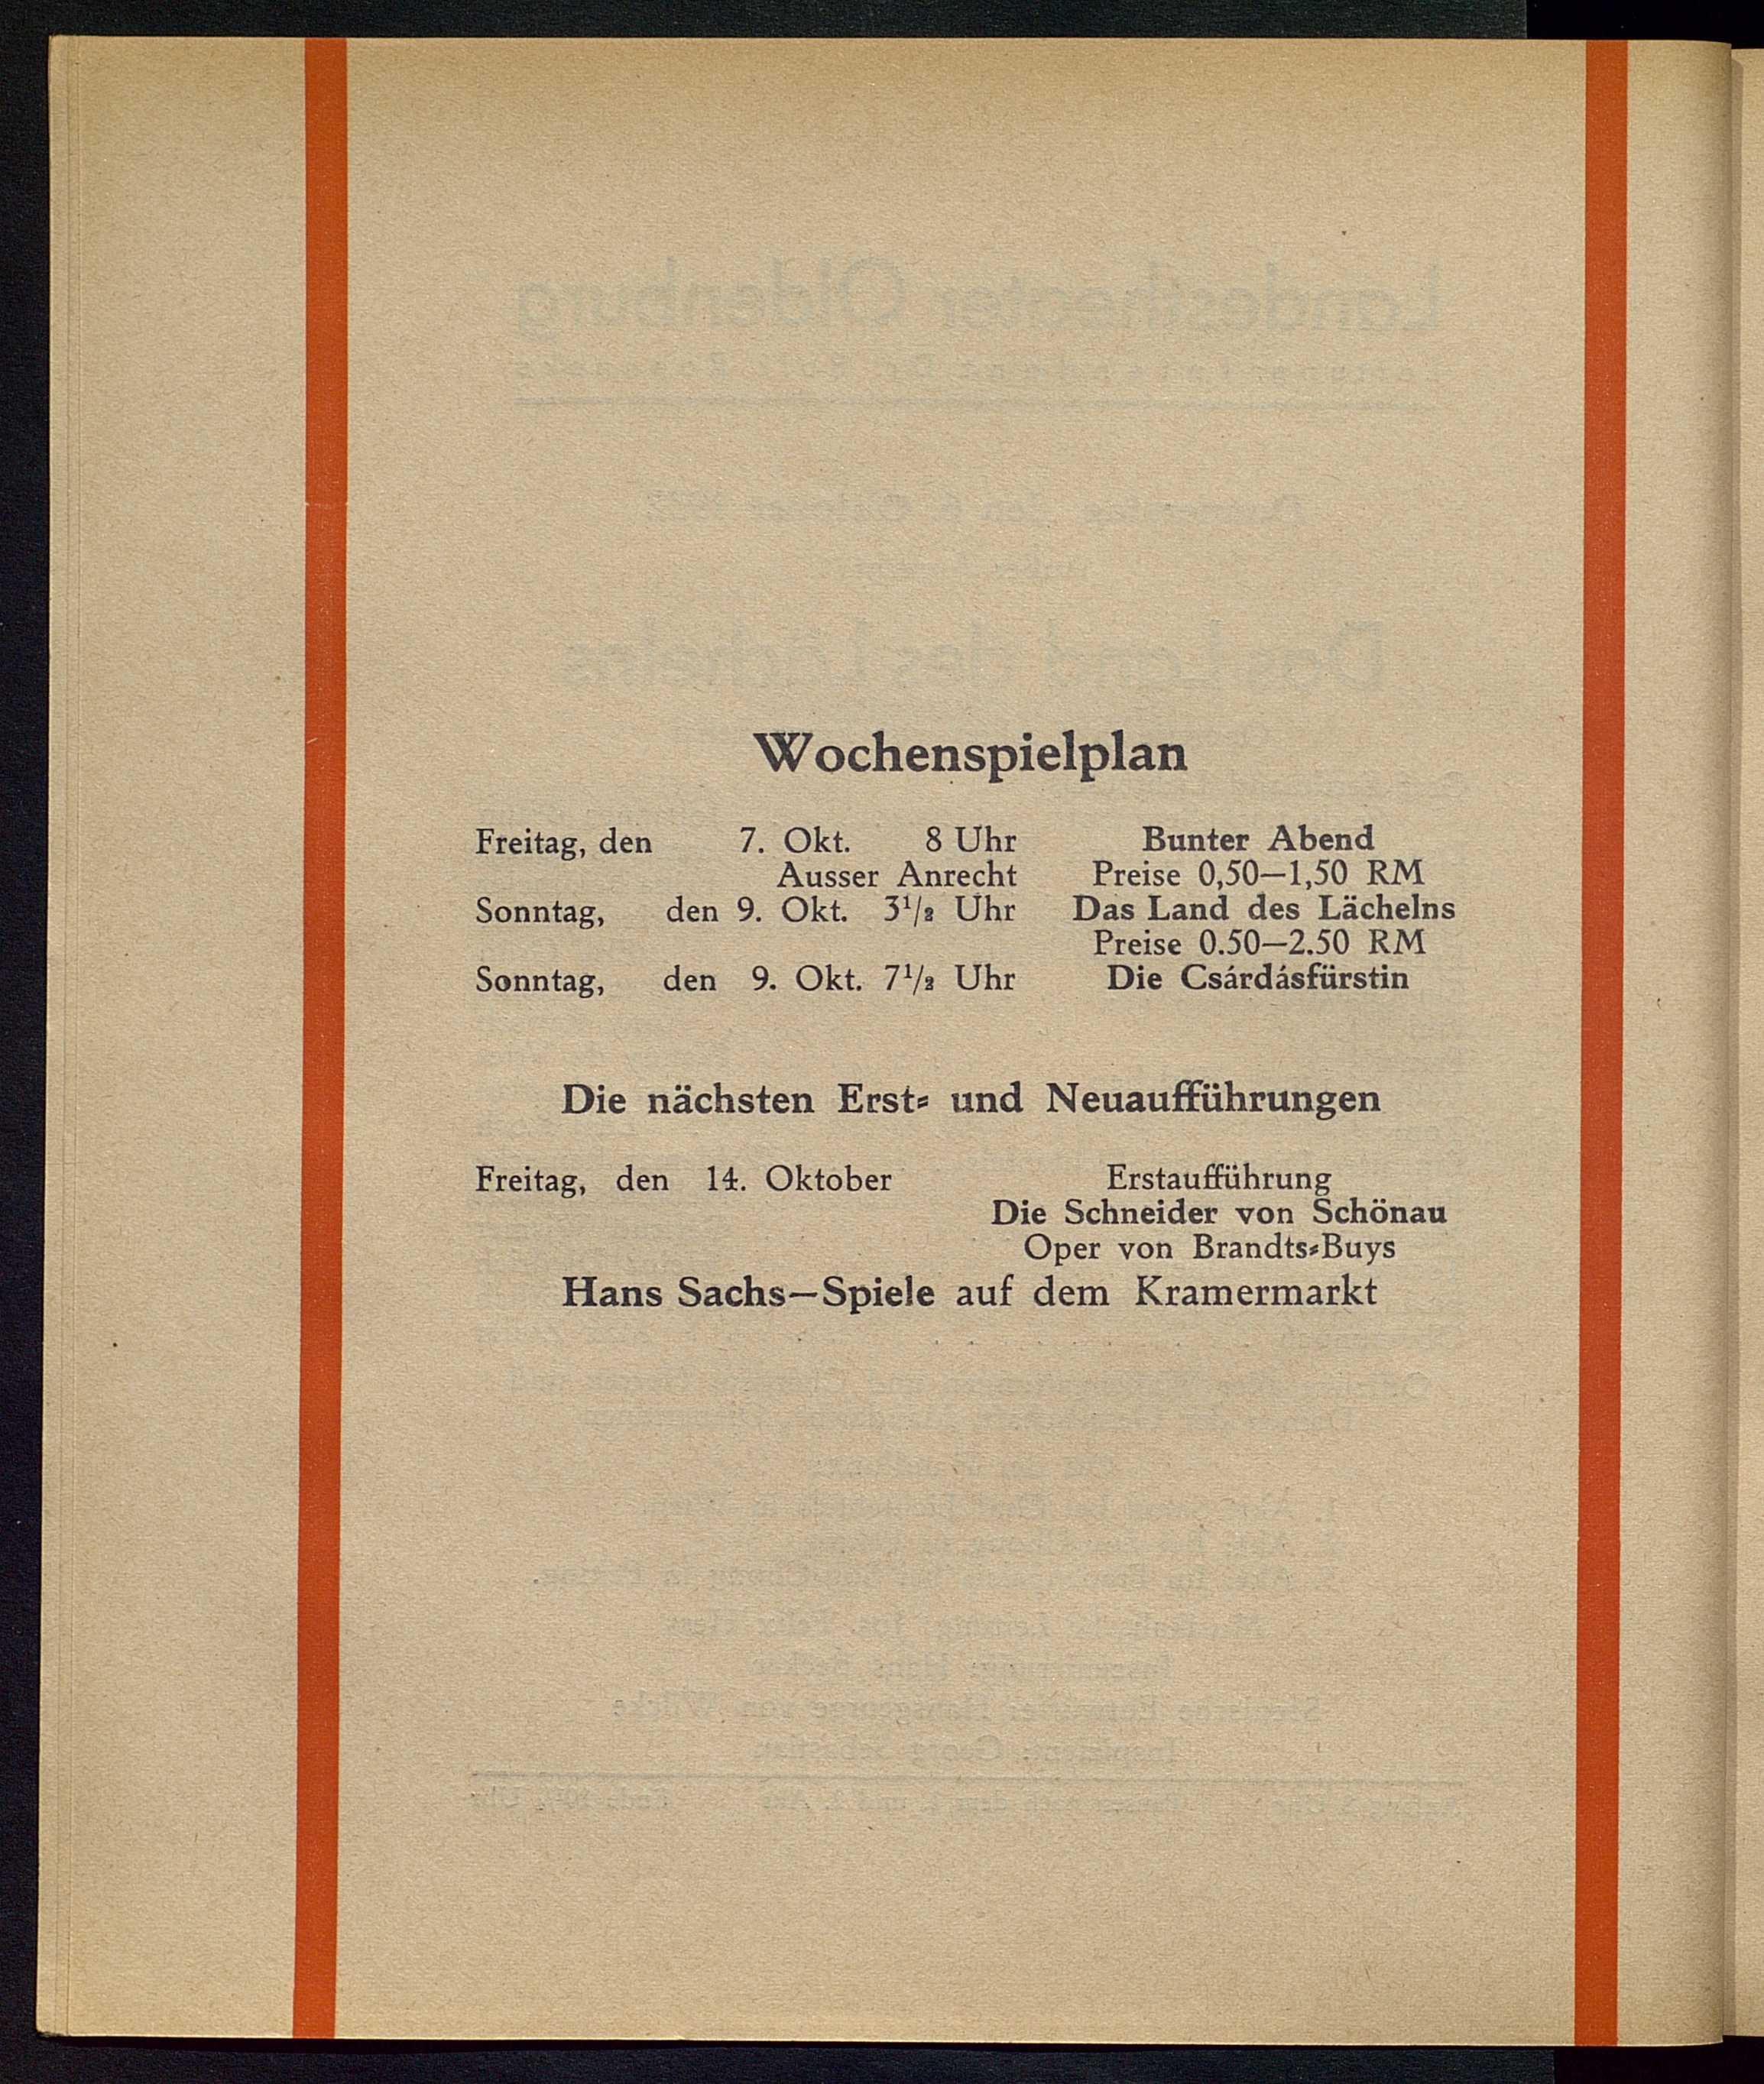 Wochenspielplan
Freitag, den 7. Okt. 8 Uhr Bunter Abend
Ausser Anrecht Preise 0,50—1,50 RM
Sonntag, den 9. Okt. 3¹/₂ Uhr Das Land des Lächelns
Preise 0.50—2.50 RM
Sonntag, den 9. Okt. 7¹/₂ Uhr Die Csárdásfürstin
Die nächsten Erst- und Neuaufführungen
Freitag, den 14. Oktober Erstaufführung
Die Schneider von Schönau
Oper von Brandts-Buys
Hans Sachs—Spiele auf dem Kramermarkt